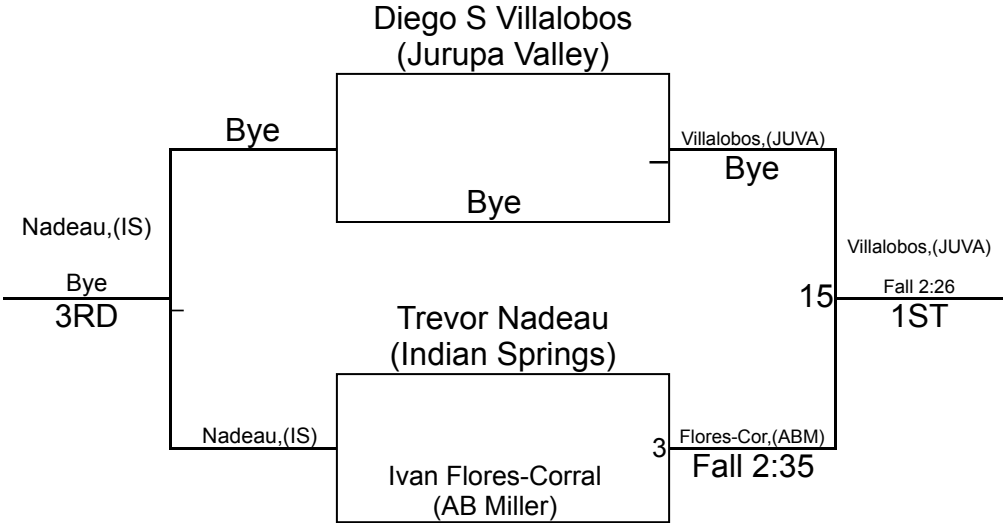 Diego S Villalobos
(Jurupa Valley)
Bye
Villalobos,(JUVA)
Bye
Bye
Nadeau,(IS)
Villalobos,(JUVA)
Bye
15
Fall 2:26
3RD
1ST
Trevor Nadeau
(Indian Springs)
Nadeau,(IS)
3
Flores-Cor,(ABM)
Fall 2:35
Ivan Flores-Corral
(AB Miller)